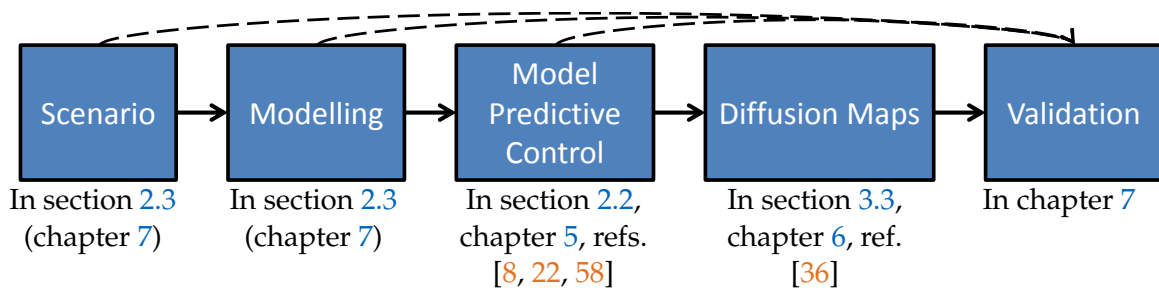 Scenario
Modelling
Model
Predictive
Control
Diffusion Maps
Validation
In section 2.3
(chapter 7)
In section 2.3
(chapter 7)
In section 2.2,
chapter 5, refs.
[8, 22, 58]
In section 3.3,
chapter 6, ref.
[36]
In chapter 7